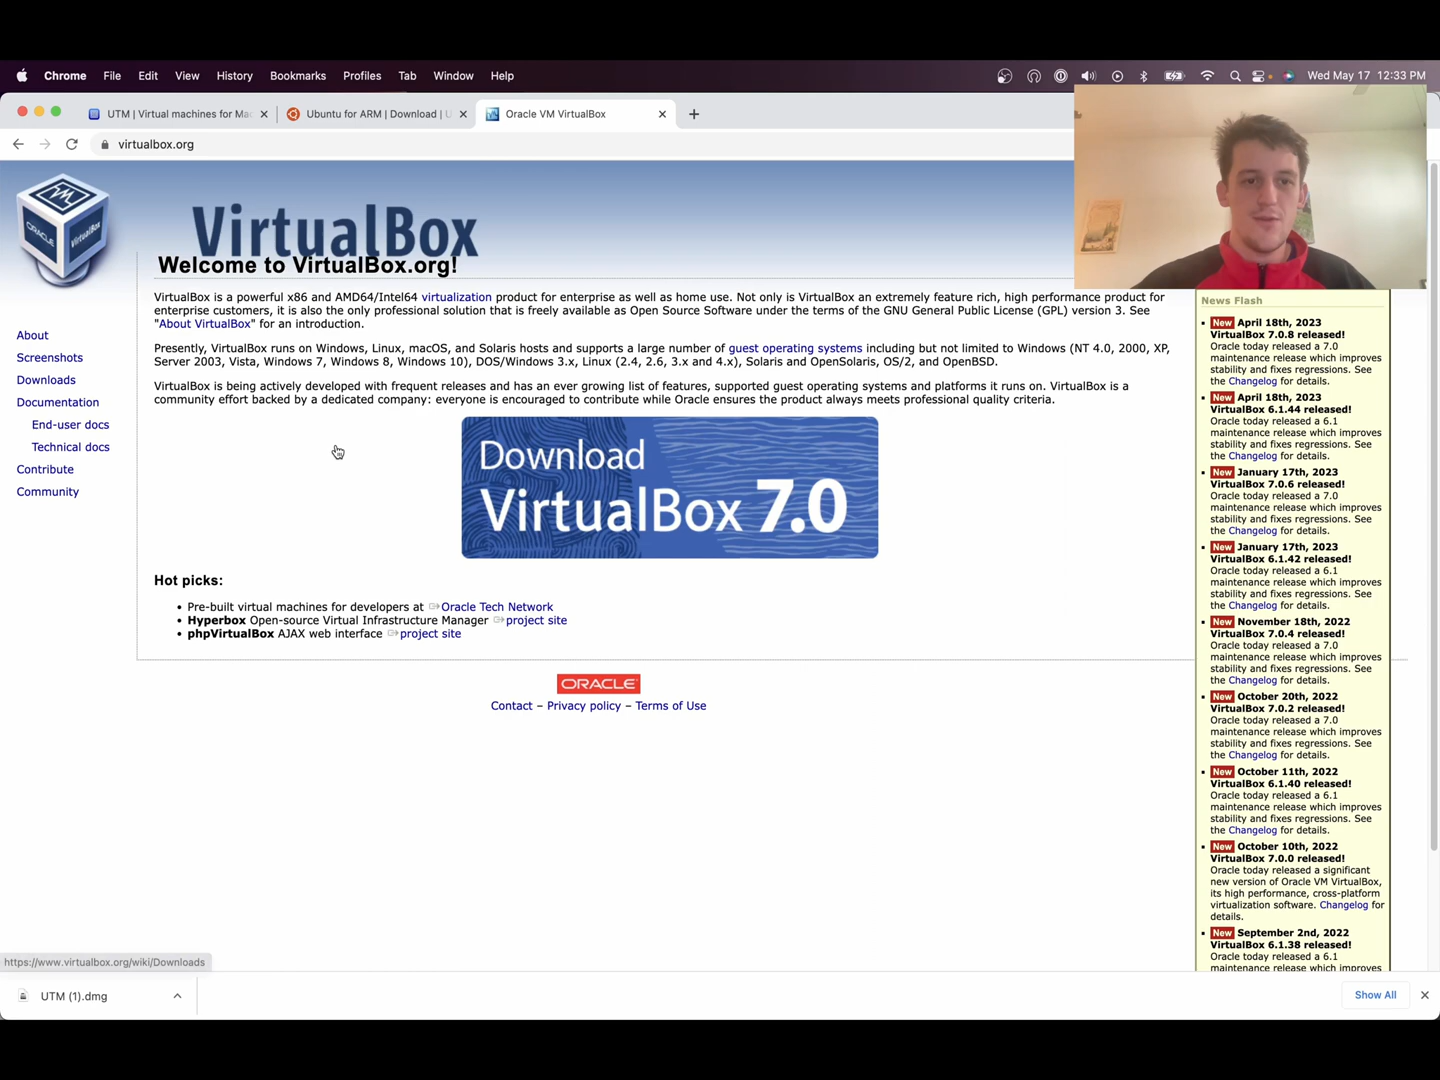 Chrome File Edit View History Bookmarks Profiles Tab Window Help Wed May 17 12:33 PM
UTM | Virtual machines for Ma Ubuntu for ARM | Download | U Oracle VM VirtualBox
virtualbox.org
ORACLE VirtualBox
VirtualBox
Welcome to VirtualBox.org!
VirtualBox is a powerful x86 and AMD64/Intel64 virtualization product for enterprise as well as home use. Not only is VirtualBox an extremely feature rich, high performance product for
enterprise customers, it is also the only professional solution that is freely available as Open Source Software under the terms of the GNU General Public License (GPL) version 3. See
"About VirtualBox" for an introduction.
Presently, VirtualBox runs on Windows, Linux, macOS, and Solaris hosts and supports a large number of guest operating systems including but not limited to Windows (NT 4.0, 2000, XP,
Server 2003, Vista, Windows 7, Windows 8, Windows 10), DOS/Windows 3.x, Linux (2.4, 2.6, 3.x and 4.x), Solaris and OpenSolaris, OS/2, and OpenBSD.
VirtualBox is being actively developed with frequent releases and has an ever growing list of features, supported guest operating systems and platforms it runs on. VirtualBox is a
community effort backed by a dedicated company: everyone is encouraged to contribute while Oracle ensures the product always meets professional quality criteria.
About
Screenshots
Downloads
Documentation
End-user docs
Technical docs
Contribute
Community
Download
VirtualBox 7.0
Hot picks:
• Pre-built virtual machines for developers at Oracle Tech Network
• Hyperbox Open-source Virtual Infrastructure Manager project site
• phpVirtualBox AJAX web interface project site
ORACLE
Contact – Privacy policy – Terms of Use
News Flash
New April 18th, 2023
VirtualBox 7.0.8 released!
Oracle today released a 7.0
maintenance release which improves
stability and fixes regressions. See
the Changelog for details.
New April 18th, 2023
VirtualBox 6.1.44 released!
Oracle today released a 6.1
maintenance release which improves
stability and fixes regressions. See
the Changelog for details.
New January 17th, 2023
VirtualBox 7.0.6 released!
Oracle today released a 7.0
maintenance release which improves
stability and fixes regressions. See
the Changelog for details.
New January 17th, 2023
VirtualBox 6.1.42 released!
Oracle today released a 6.1
maintenance release which improves
stability and fixes regressions. See
the Changelog for details.
New November 18th, 2022
VirtualBox 7.0.4 released!
Oracle today released a 7.0
maintenance release which improves
stability and fixes regressions. See
the Changelog for details.
New October 20th, 2022
VirtualBox 7.0.2 released!
Oracle today released a 7.0
maintenance release which improves
stability and fixes regressions. See
the Changelog for details.
New October 11th, 2022
VirtualBox 6.1.40 released!
Oracle today released a 6.1
maintenance release which improves
stability and fixes regressions. See
the Changelog for details.
New October 10th, 2022
VirtualBox 7.0.0 released!
Oracle today released a significant
new version of Oracle VM VirtualBox,
its high performance, cross-platform
virtualization software. Changelog for
details.
New September 2nd, 2022
VirtualBox 6.1.38 released!
Oracle today released a 6.1
maintenance release which improves
https://www.virtualbox.org/wiki/Downloads
UTM (1).dmg Show All